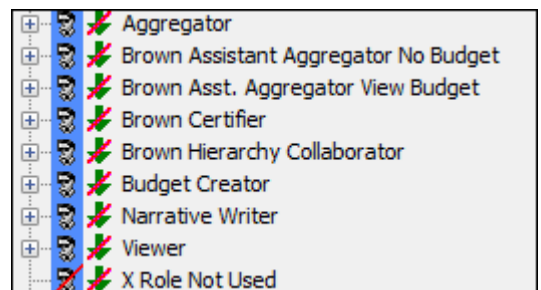 Aggregator
Brown Assistant Aggregator No Budget
Brown Asst. Aggregator View Budget
Brown Certifier
Brown Hierarchy Collaborator
Budget Creator
Narrative Writer
Viewer
X Role Not Used